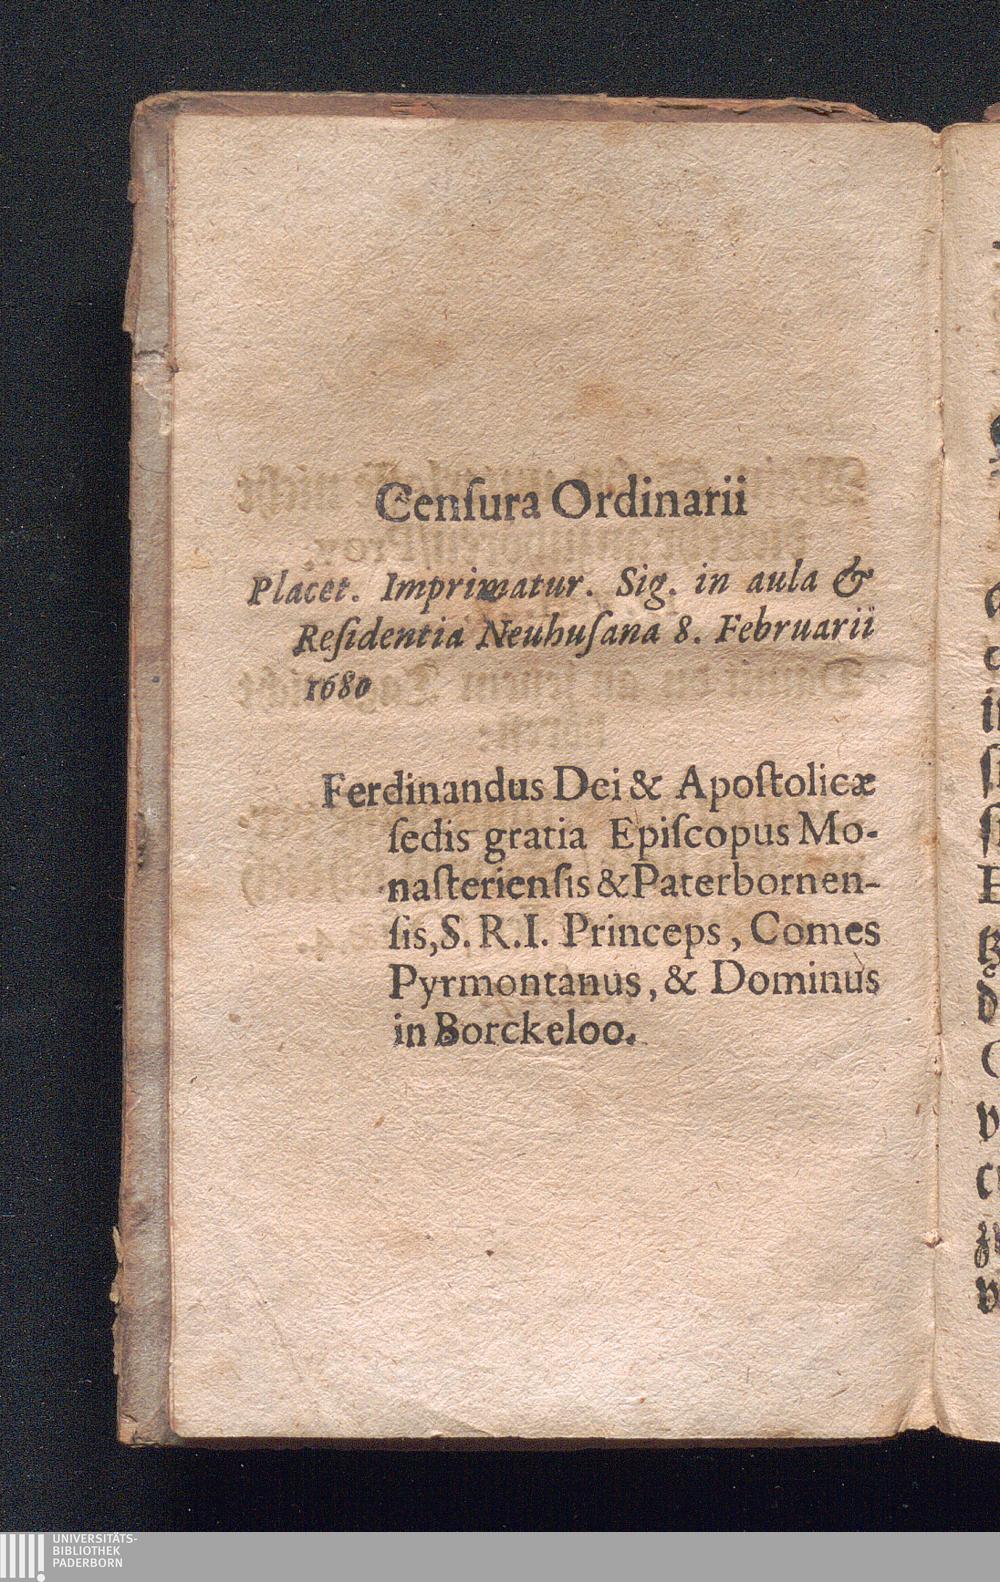 Cenſura Ordinarii
Placet. Imprimatur. Sig. in aula &
Reſidentia Neuhuſana 8. Februarii
1680
Ferdinandus Dei & Apoſtolicæ
ſedis gratia Epiſcopus Mo-
naſterienſis & Paterbornen-
ſis, S. R. I. Princeps, Comes
Pyrmontanus, & Dominus
in Borckeloo.
UNIVERSITÄTS-
BIBLIOTHEK
PADERBORN